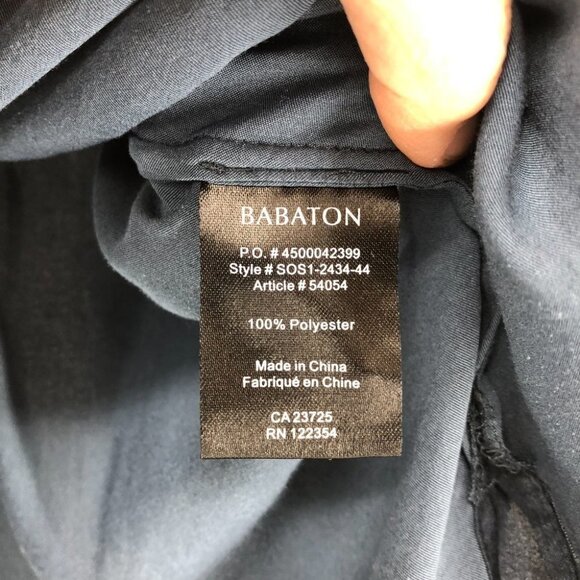 BABATON
P.O. # 4500042399
Style # SOS1-2434-44
Article # 54054
100% Polyester
Made in China
Fabriqué en Chine
CA 23725
RN 122354